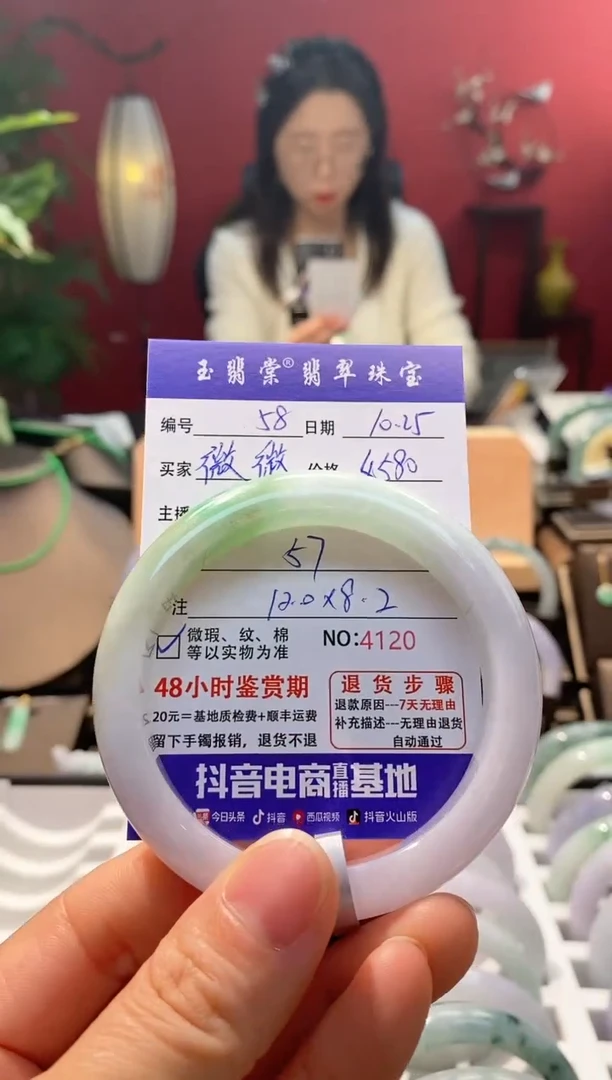 玉翡棠®翡翠珠宝
编号 58 日期 10.25
买家 微微 价格 4580
主播
57
注 12.0×8.2
微瑕、纹、棉
等以实物为准
NO:4120
48小时鉴赏期
20元=基地质检费+顺丰运费
留下手镯报销，退货不退
退货步骤
退款原因---7天无理由
补充描述---无理由退货
自动通过
抖音电商直播基地
今日头条 抖音 西瓜视频 抖音火山版